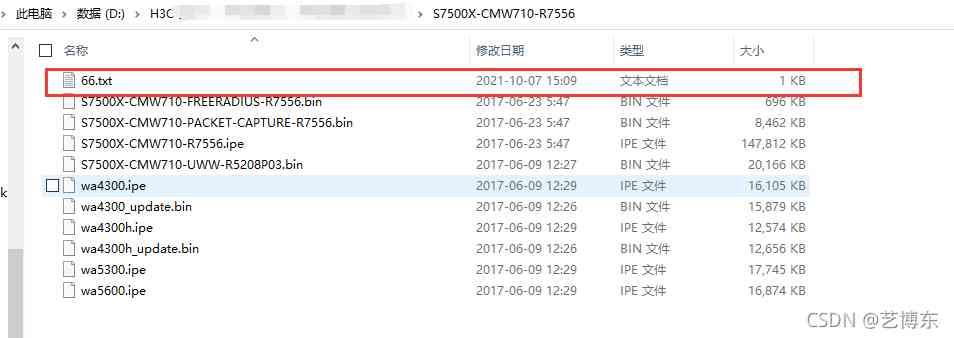 此电脑 > 数据 (D:) > H3C > S7500X-CMW710-R7556
名称 修改日期 类型 大小
66.txt 2021-10-07 15:09 文本文档 1 KB
S7500X-CMW710-FREERADIUS-R7556.bin 2017-06-23 5:47 BIN 文件 696 KB
S7500X-CMW710-PACKET-CAPTURE-R7556.bin 2017-06-23 5:47 BIN 文件 8,462 KB
S7500X-CMW710-R7556.ipe 2017-06-23 5:47 IPE 文件 147,812 KB
S7500X-CMW710-UWW-R5208P03.bin 2017-06-09 12:27 BIN 文件 20,166 KB
k
wa4300.ipe 2017-06-09 12:29 IPE 文件 16,105 KB
wa4300_update.bin 2017-06-09 12:26 BIN 文件 15,879 KB
wa4300h.ipe 2017-06-09 12:29 IPE 文件 12,574 KB
wa4300h_update.bin 2017-06-09 12:26 BIN 文件 12,656 KB
wa5300.ipe 2017-06-09 12:29 IPE 文件 17,745 KB
wa5600.ipe 2017-06-09 12:29 IPE 文件 16,874 KB
CSDN @艺博东